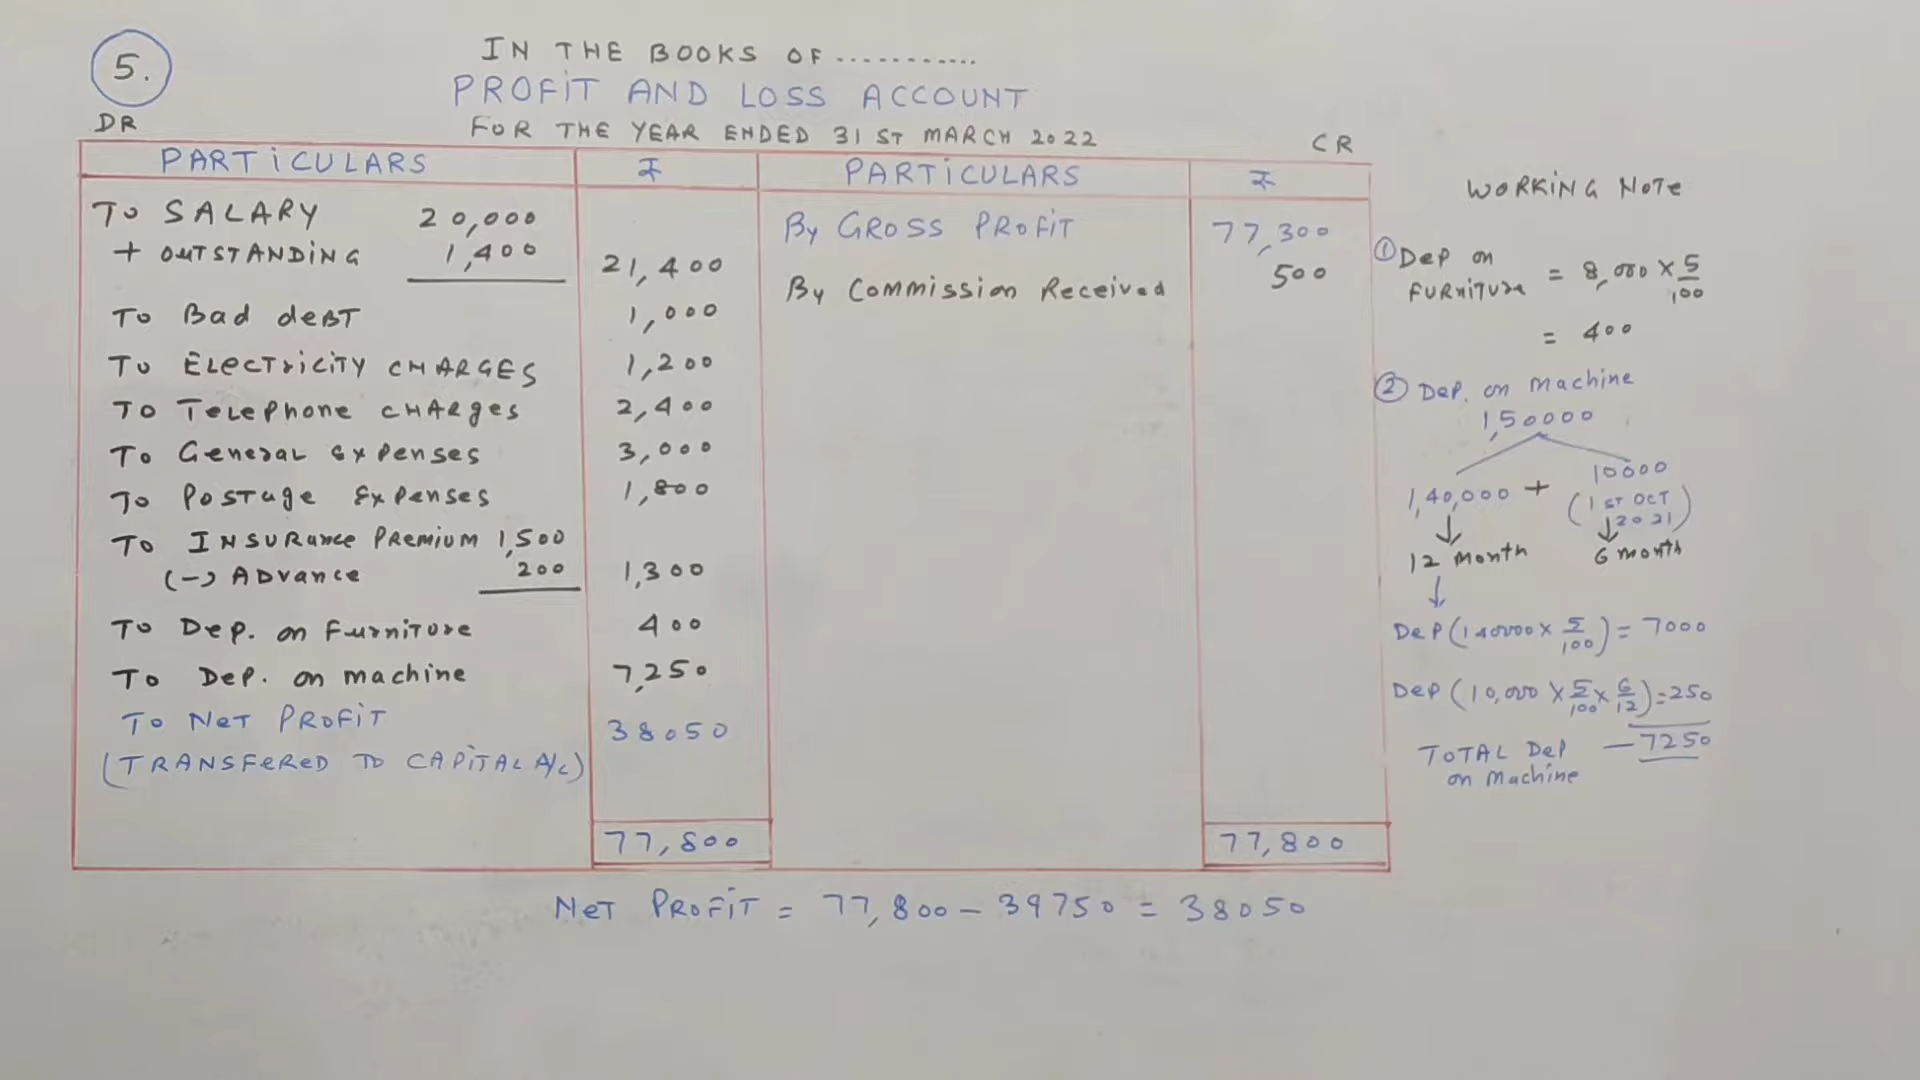 5.
IN THE BOOKS OF ...........
PROFIT AND LOSS ACCOUNT
DR
FOR THE YEAR ENDED 31 ST MARCH 2022
CR
PARTICULARS ₹ PARTICULARS ₹
To SALARY 20,000
+ OUTSTANDING 1,400 21,400
To Bad deBT 1,000
To ELecTriciTY CHARGES 1,200
To Telephone CHArges 2,400
To General Expenses 3,000
To Postage Expenses 1,800
To INSURance PREMIUM 1,500
(-) ADvance 200 1,300
To Dep. on Furniture 400
To Dep. on machine 7,250
To NeT PROFiT 38050
(TRANSFeReD TO CAPiTAL A/c)
77,800
By GROSS PROFiT 77,300
By Commission Received 500
77,800
NeT PROFiT = 77,800 - 39750 = 38050
WORKiNG NoTe
① Dep on
FURNiTURe = 8,000 × 5/100
= 400
② Dep. on machine
1,50000
1,40,000 + 10000
(1 ST OCT
2021)
12 month 6 month
Dep (140000 × 5/100) = 7000
Dep (10,000 × 5/100 × 6/12) = 250
ToTAL Dep — 7250
on machine